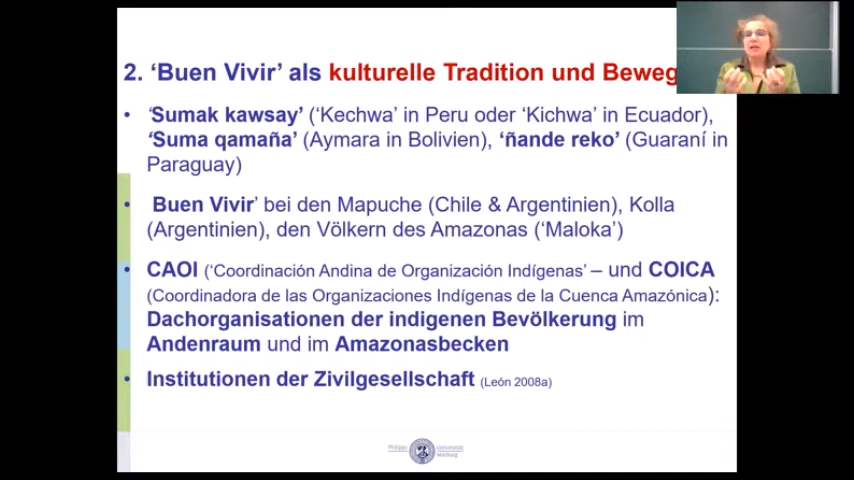 2. ‘Buen Vivir’ als kulturelle Tradition und Beweg
• ‘Sumak kawsay’ (‘Kechwa’ in Peru oder ‘Kichwa’ in Ecuador),
‘Suma qamaña’ (Aymara in Bolivien), ‘ñande reko’ (Guaraní in
Paraguay)
• Buen Vivir’ bei den Mapuche (Chile & Argentinien), Kolla
(Argentinien), den Völkern des Amazonas (‘Maloka’)
• CAOI (‘Coordinación Andina de Organización Indígenas’ – und COICA
(Coordinadora de las Organizaciones Indígenas de la Cuenca Amazónica):
Dachorganisationen der indigenen Bevölkerung im
Andenraum und im Amazonasbecken
• Institutionen der Zivilgesellschaft (León 2008a)
Philipps Universität
Marburg